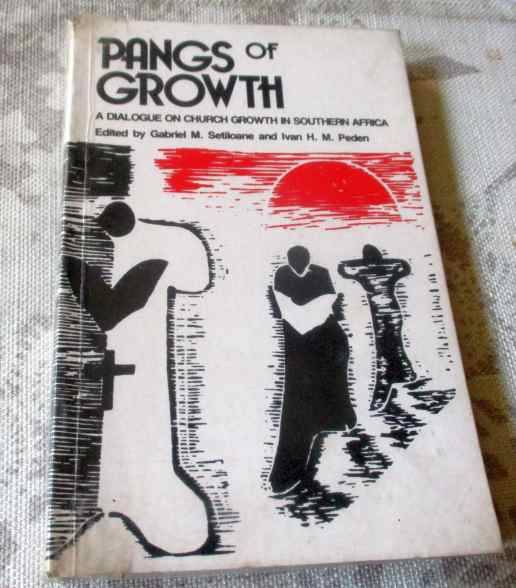 PANGS OF
GROWTH
A DIALOGUE ON CHURCH GROWTH IN SOUTHERN AFRICA
Edited by Gabriel M. Setiloane and Ivan H. M. Peden